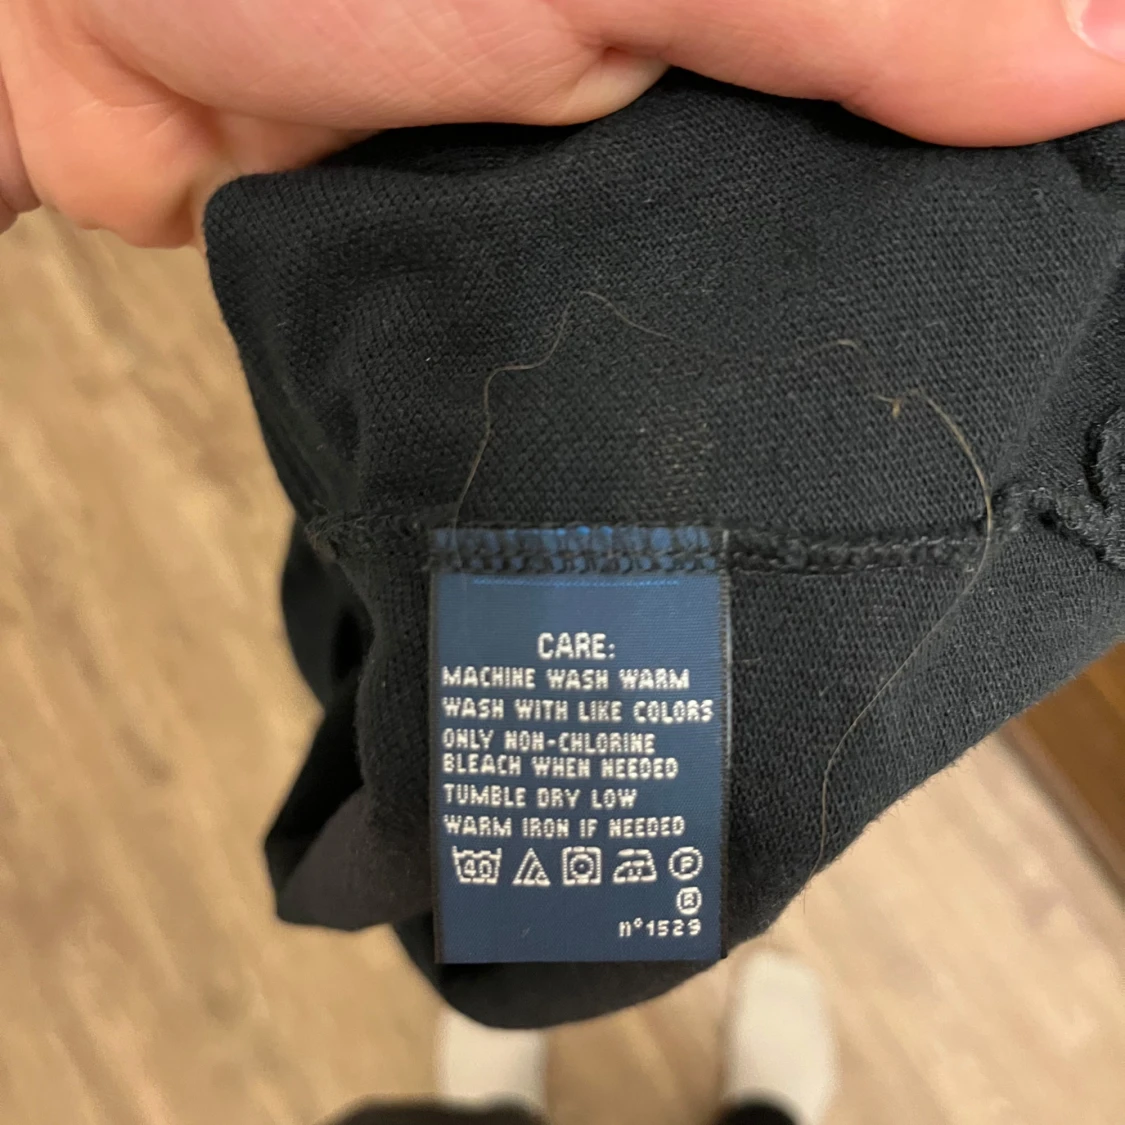 CARE:
MACHINE WASH WARM
WASH WITH LIKE COLORS
ONLY NON-CHLORINE
BLEACH WHEN NEEDED
TUMBLE DRY LOW
WARM IRON IF NEEDED
40 P
R
n°1529